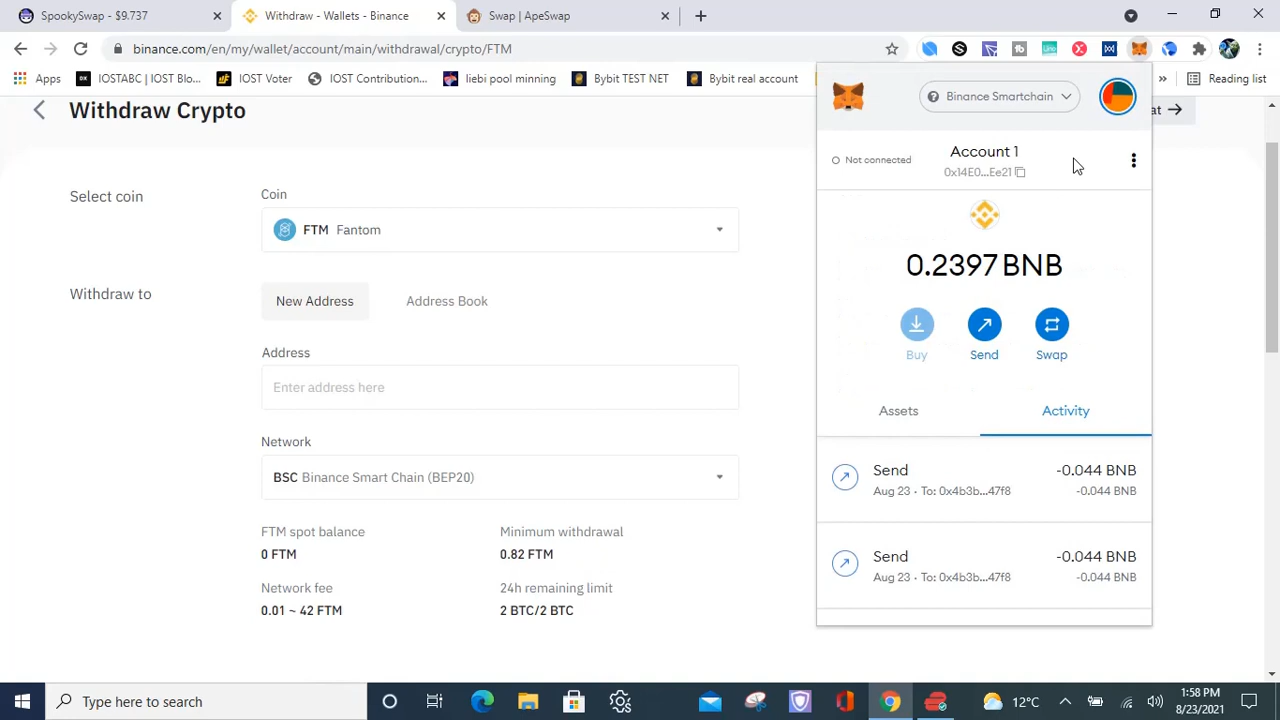 SpookySwap - $9.737
Withdraw - Wallets - Binance
Swap | ApeSwap
binance.com/en/my/wallet/account/main/withdrawal/crypto/FTM
Apps
IOSTABC | IOST Blo...
IOST Voter
IOST Contribution...
liebi pool minning
Bybit TEST NET
Bybit real account
»
Reading list
Withdraw Crypto
at →
Binance Smartchain
Not connected
Account 1
0x14E0...Ee21
Select coin
Coin
FTM Fantom
0.2397 BNB
Withdraw to
New Address
Address Book
Buy
Send
Swap
Address
Enter address here
Assets
Activity
Network
BSC Binance Smart Chain (BEP20)
Send
-0.044 BNB
Aug 23 · To: 0x4b3b...47f8
-0.044 BNB
FTM spot balance
0 FTM
Minimum withdrawal
0.82 FTM
Send
-0.044 BNB
Aug 23 · To: 0x4b3b...47f8
-0.044 BNB
Network fee
0.01 ~ 42 FTM
24h remaining limit
2 BTC/2 BTC
Type here to search
12°C
1:58 PM
8/23/2021